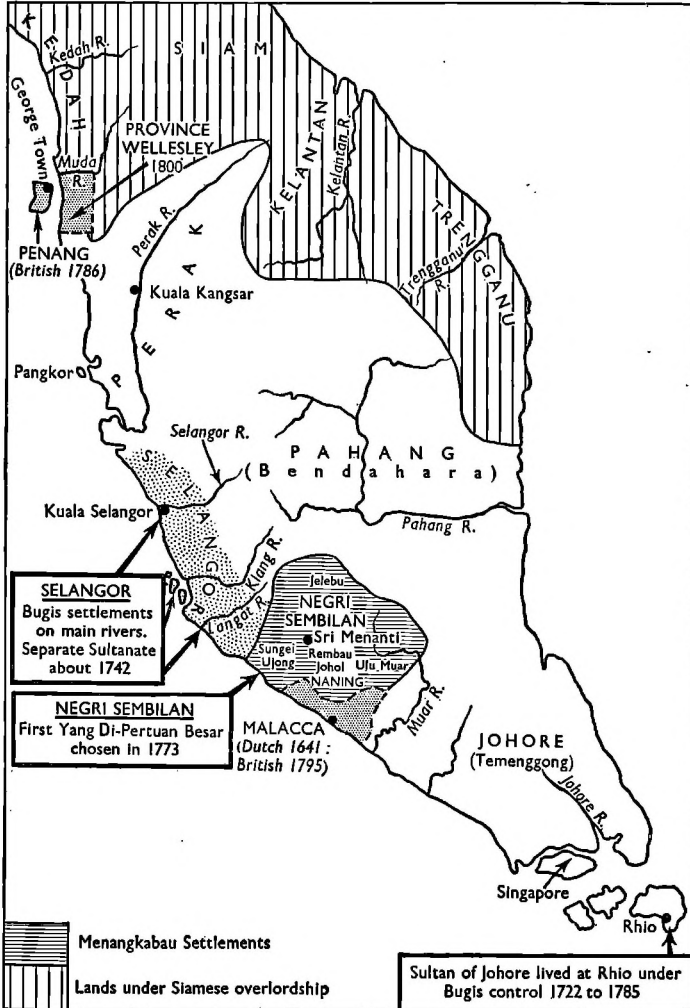 KEDAH
Kedah R.
SIAM
George Town
PROVINCE
WELLESLEY
1800
Muda
R.
KELANTAN
Kelantan R.
TRENGGANU
Trengganu
R.
PENANG
(British 1786)
Perak R.
PERAK
Kuala Kangsar
Pangkor
Selangor R.
SELANGOR
PAHANG
(Bendahara)
Kuala Selangor
Klang R.
Pahang R.
Langat R.
SELANGOR
Bugis settlements
on main rivers.
Separate Sultanate
about 1742
Jelebu
NEGRI
SEMBILAN
Sri Menanti
Sungei
Ujong
Rembau
Johol
Ulu Muar
NANING
NEGRI SEMBILAN
First Yang Di-Pertuan Besar
chosen in 1773
MALACCA
(Dutch 1641 :
British 1795)
Muar R.
JOHORE
(Temenggong)
Johore R.
Singapore
Rhio
Menangkabau Settlements
Lands under Siamese overlordship
Sultan of Johore lived at Rhio under
Bugis control 1722 to 1785